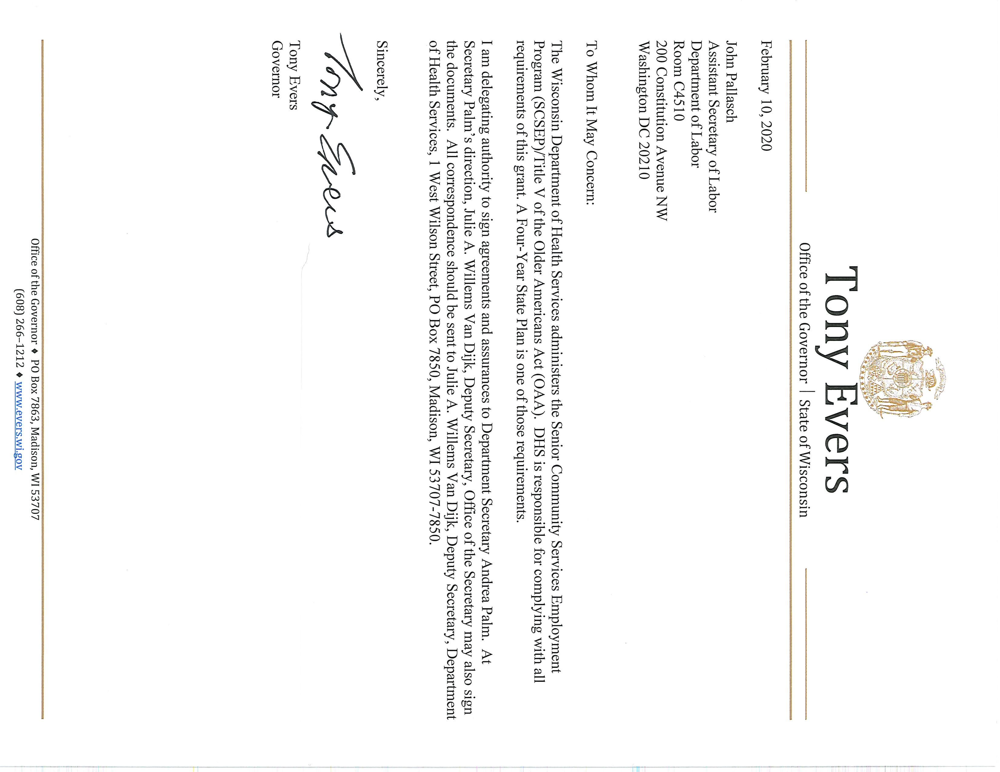 Tony Evers
Office of the Governor | State of Wisconsin
February 10, 2020
John Pallasch
Assistant Secretary of Labor
Department of Labor
Room C4510
200 Constitution Avenue NW
Washington DC 20210
To Whom It May Concern:
The Wisconsin Department of Health Services administers the Senior Community Services Employment
Program (SCSEP)/Title V of the Older Americans Act (OAA).  DHS is responsible for complying with all
requirements of this grant. A Four-Year State Plan is one of those requirements.
I am delegating authority to sign agreements and assurances to Department Secretary Andrea Palm.  At
Secretary Palm's direction, Julie A. Willems Van Dijk, Deputy Secretary, Office of the Secretary may also sign
the documents.  All correspondence should be sent to Julie A. Willems Van Dijk, Deputy Secretary, Department
of Health Services, 1 West Wilson Street, PO Box 7850, Madison, WI 53707-7850.
Sincerely,
Tony Evers
Tony Evers
Governor
Office of the Governor ♦ PO Box 7863, Madison, WI 53707
(608) 266-1212 ♦ www.evers.wi.gov